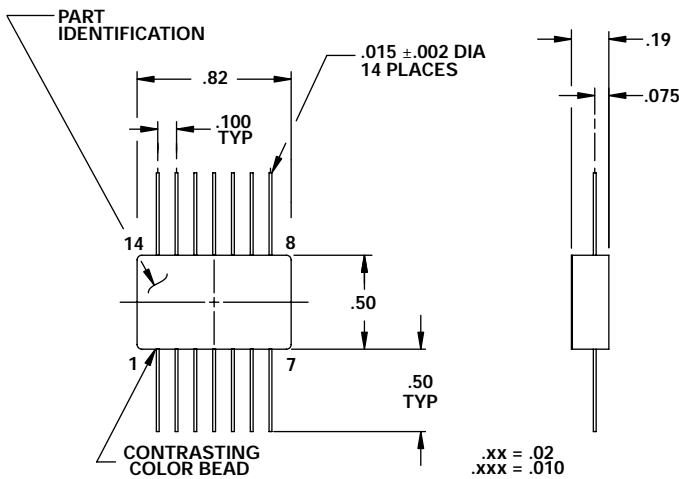 PART
IDENTIFICATION
.015 ±.002 DIA
14 PLACES
.19
.82
.075
.100
TYP
14
8
.50
1
7
.50
TYP
CONTRASTING
COLOR BEAD
.xx = .02
.xxx = .010